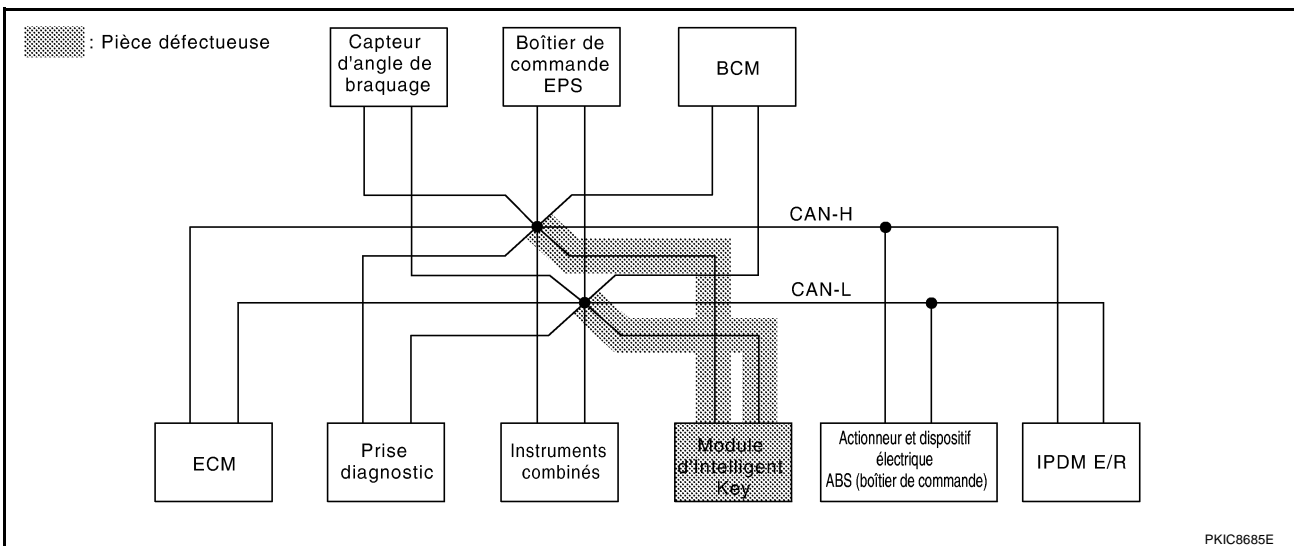 : Pièce défectueuse
Capteur
d'angle de
braquage
Boîtier de
commande
EPS
BCM
CAN-H
CAN-L
ECM
Prise
diagnostic
Instruments
combinés
Module
d'Intelligent
Key
Actionneur et dispositif
électrique
ABS (boîtier de commande)
IPDM E/R
PKIC8685E